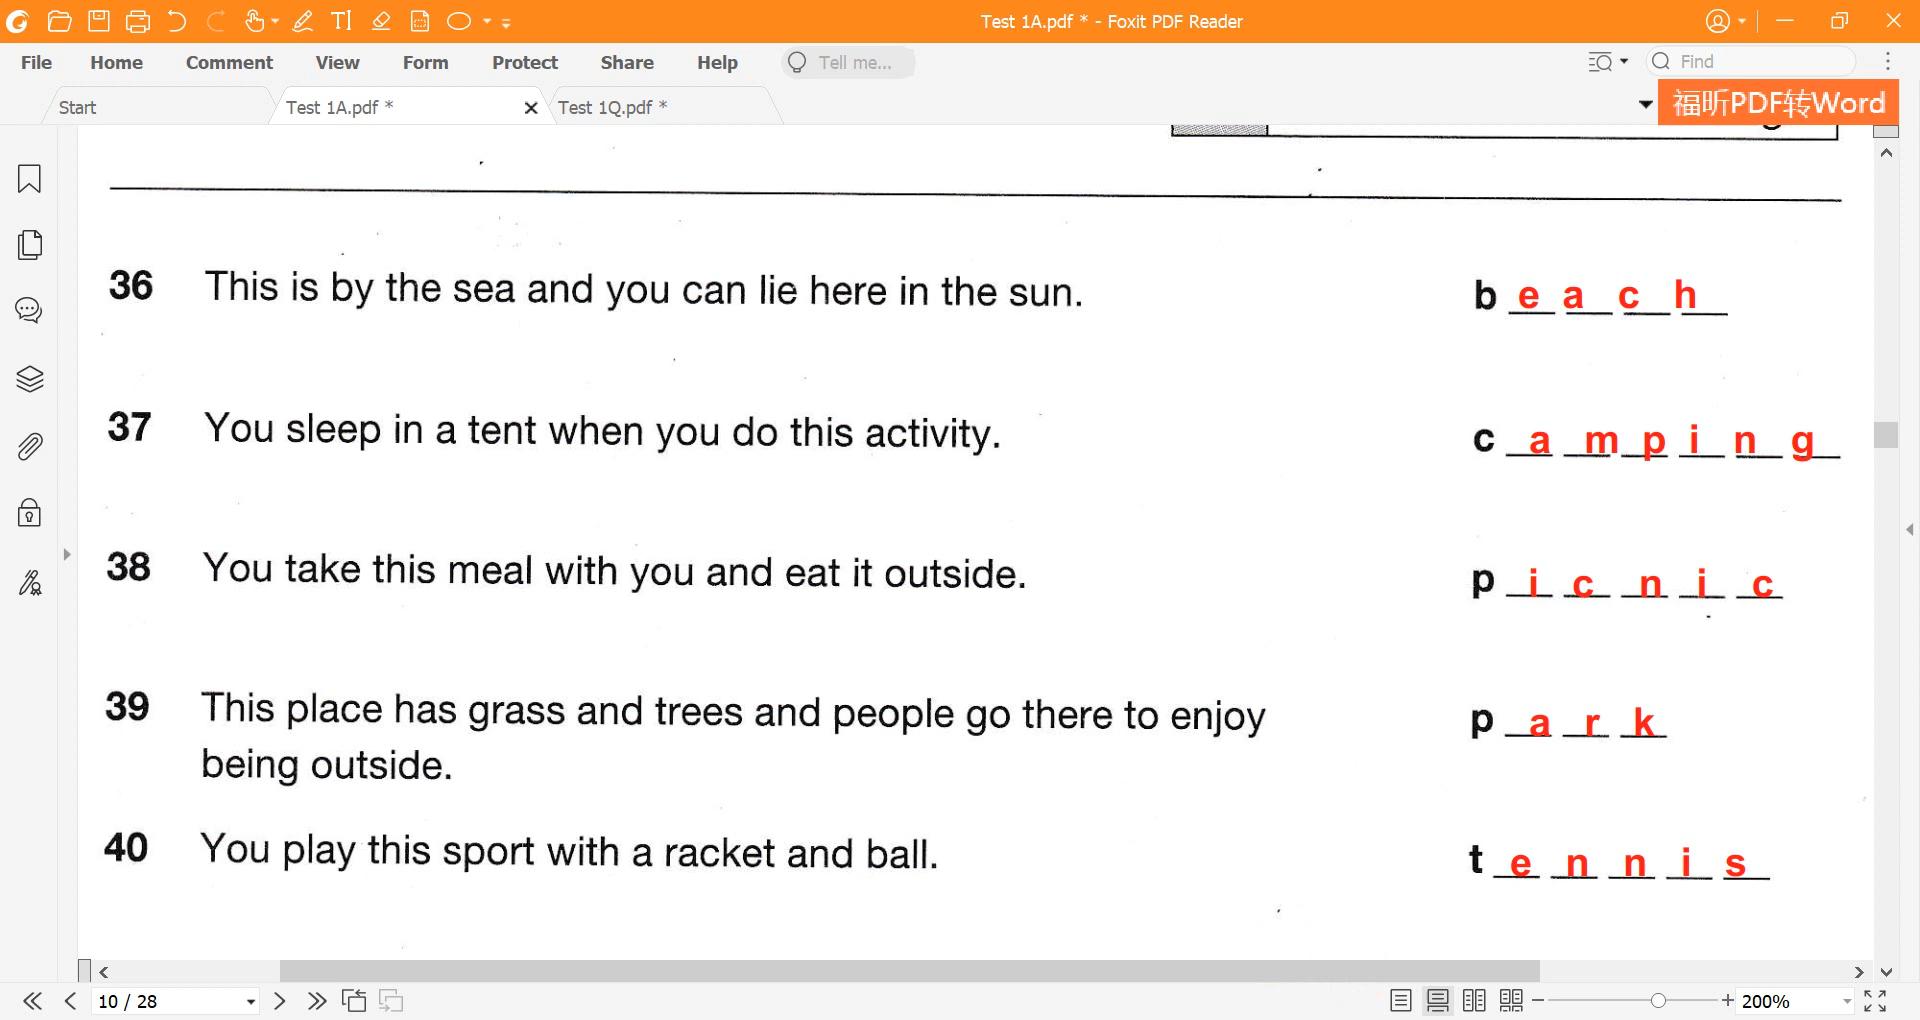 Test 1A.pdf * - Foxit PDF Reader
File Home Comment View Form Protect Share Help Tell me... Find
Start Test 1A.pdf * Test 1Q.pdf * 福昕PDF转Word
36 This is by the sea and you can lie here in the sun. b e a c h
37 You sleep in a tent when you do this activity. c a m p i n g
38 You take this meal with you and eat it outside. p i c n i c
39 This place has grass and trees and people go there to enjoy p a r k
being outside.
40 You play this sport with a racket and ball. t e n n i s
10 / 28 200%